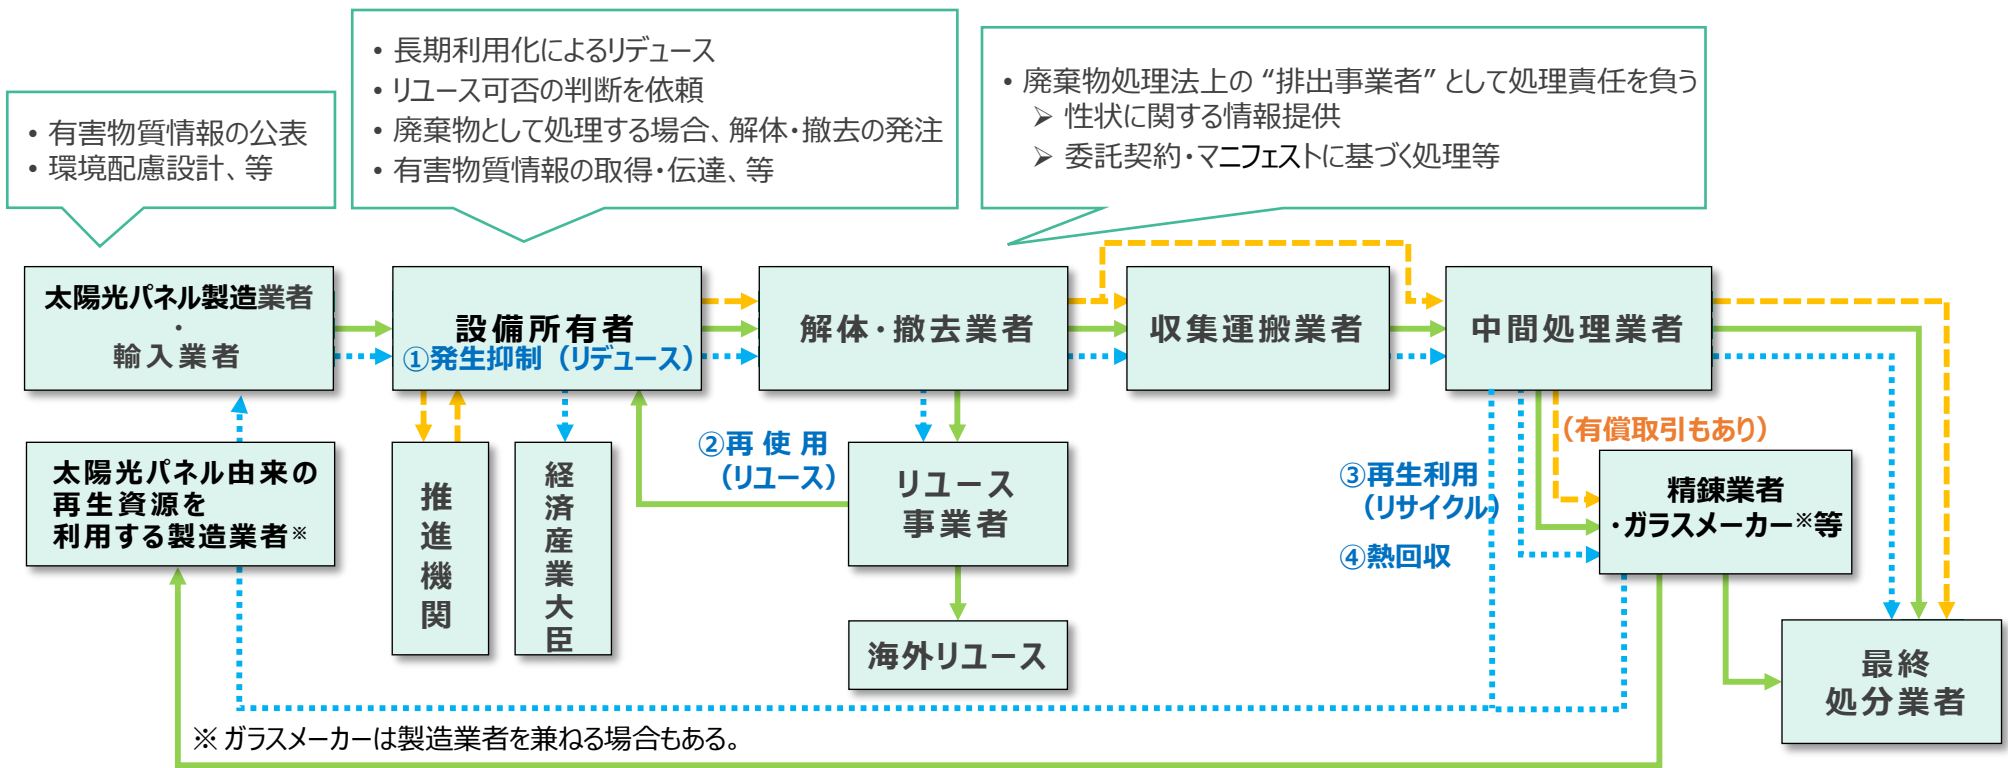 • 有害物質情報の公表
• 環境配慮設計、等
• 長期利用化によるリデュース
• リユース可否の判断を依頼
• 廃棄物として処理する場合、解体・撤去の発注
• 有害物質情報の取得・伝達、等
• 廃棄物処理法上の “排出事業者” として処理責任を負う
➢ 性状に関する情報提供
➢ 委託契約・マニフェストに基づく処理等
太陽光パネル製造業者
・
輸入業者
設備所有者
①発生抑制（リデュース）
解体・撤去業者
収集運搬業者
中間処理業者
太陽光パネル由来の
再生資源を
利用する製造業者※
推進機関
経済産業大臣
②再使用
（リユース）
リユース
事業者
海外リユース
③再生利用
（リサイクル）
④熱回収
（有償取引もあり）
精錬業者
・ガラスメーカー※等
最終
処分業者
※ ガラスメーカーは製造業者を兼ねる場合もある。